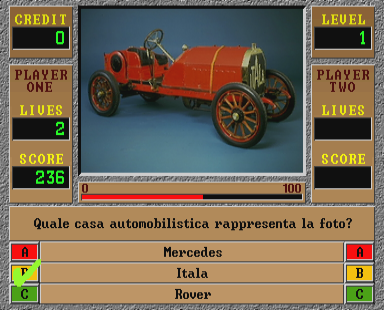 CREDIT
0
LEVEL
1
PLAYER
ONE
LIVES
2
SCORE
236
ITALA
PLAYER
TWO
LIVES
SCORE
0 100
Quale casa automobilistica rappresenta la foto?
A Mercedes A
B Itala B
C Rover C